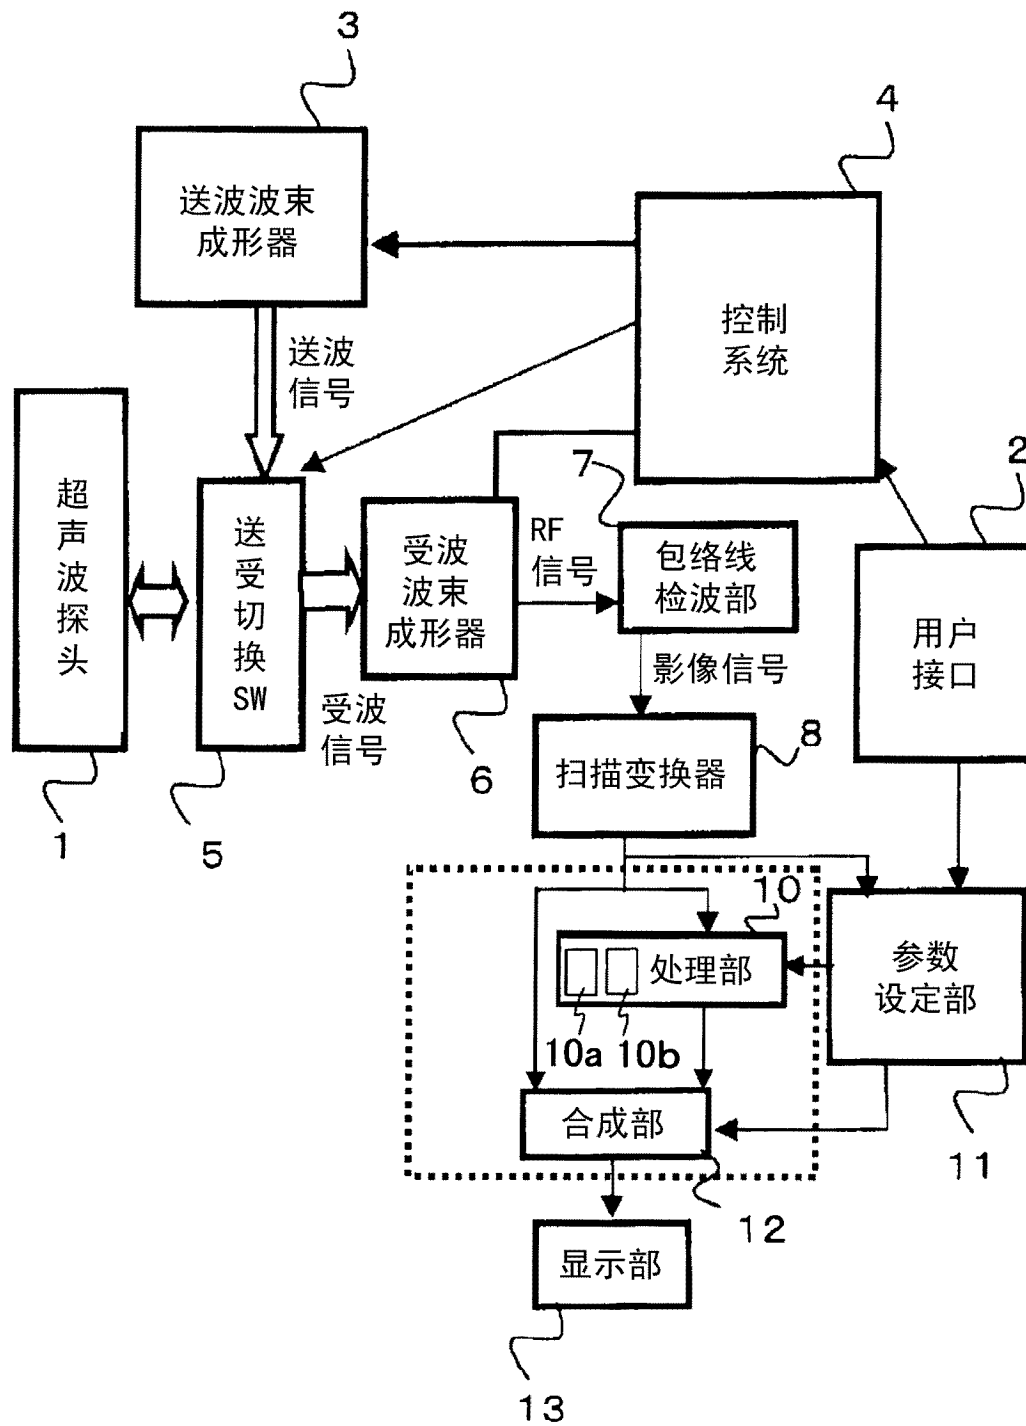 3
4
送波波束
成形器
控制
系统
送波
信号
7
2
超
声
波
探
头
送
受
切
换
SW
受波
波束
成形器
RF
信号
包络线
检波部
用户
接口
影像信号
受波
信号
6
8
扫描变换器
1
5
10
处理部
参数
设定部
10a
10b
合成部
11
12
显示部
13